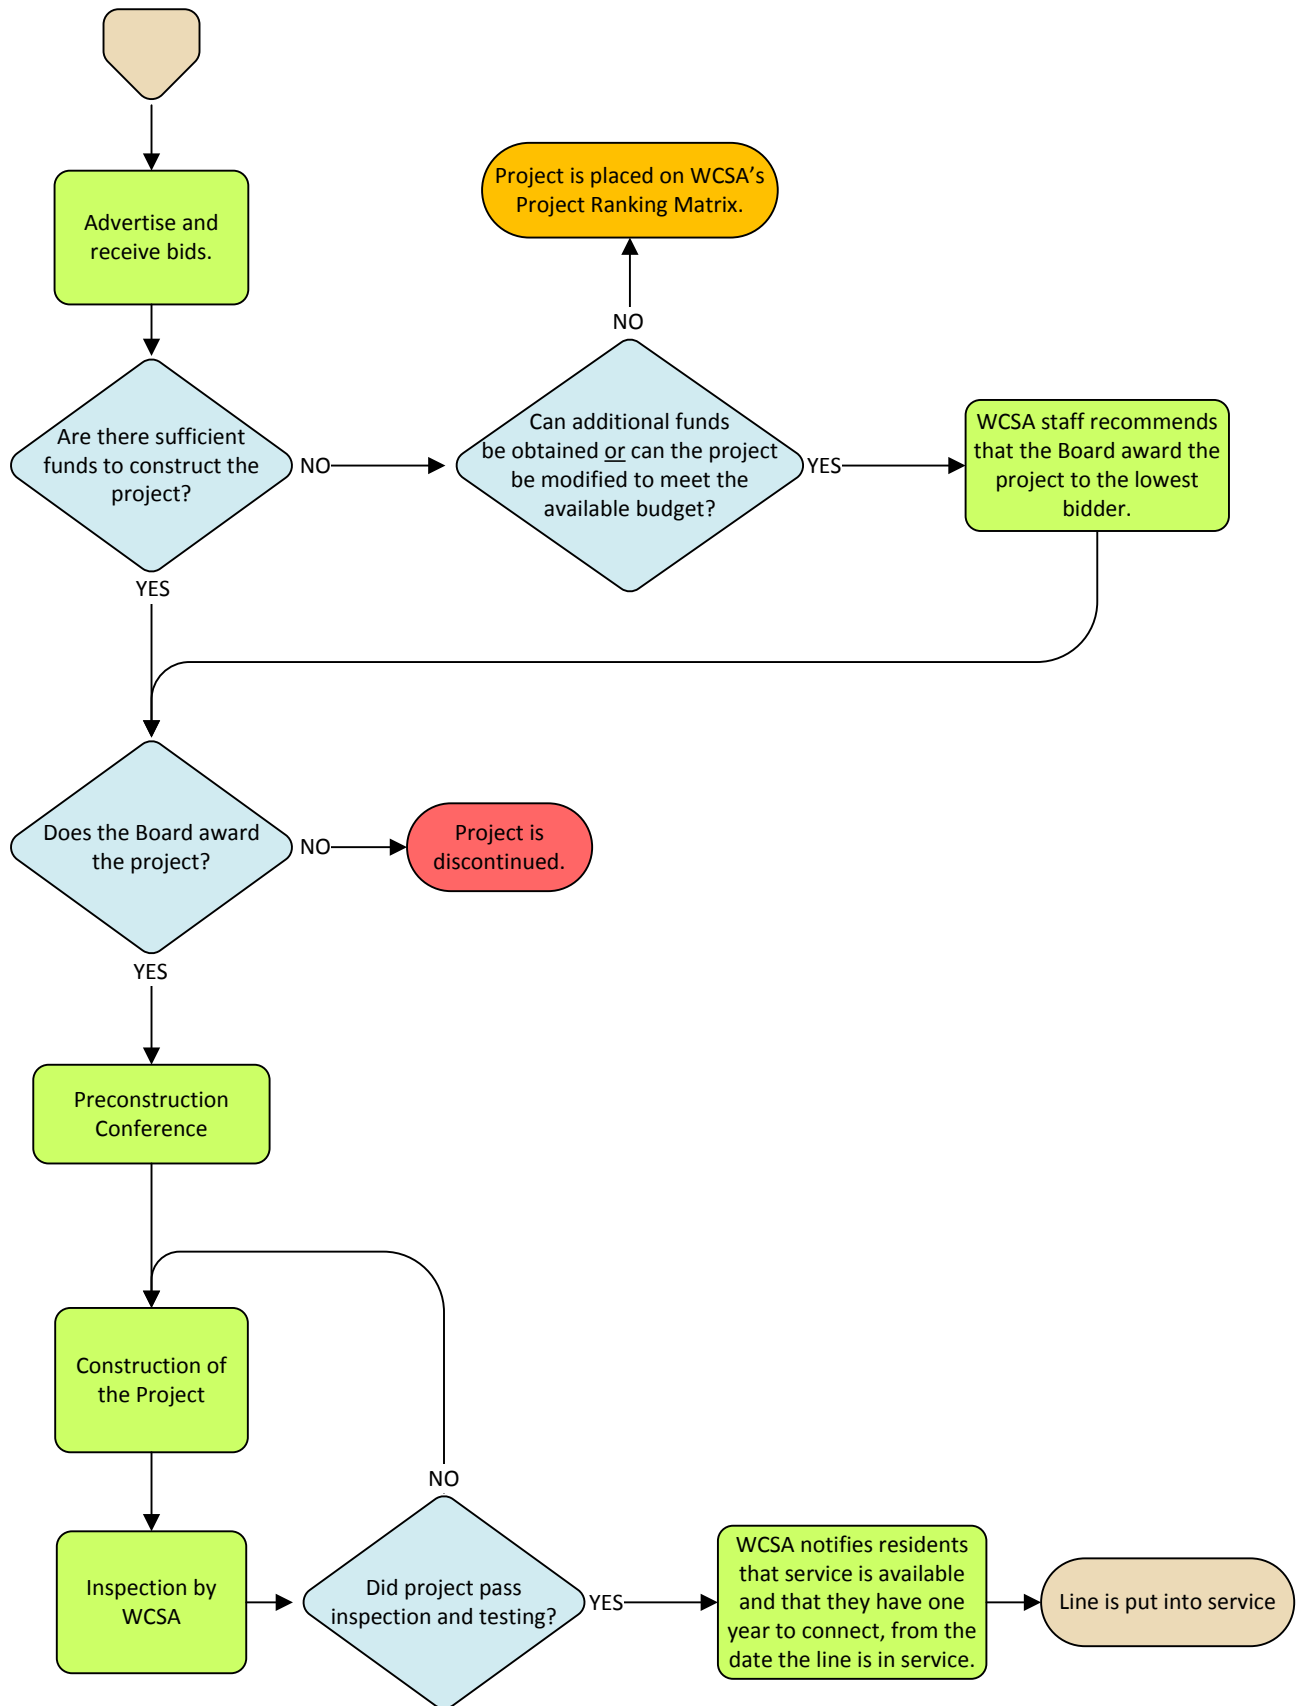 Advertise and
receive bids.
Project is placed on WCSA’s
Project Ranking Matrix.
NO
Are there sufficient
funds to construct the
project?
NO
Can additional funds
be obtained or can the project
be modified to meet the
available budget?
YES
WCSA staff recommends
that the Board award the
project to the lowest
bidder.
YES
Does the Board award
the project?
NO
Project is
discontinued.
YES
Preconstruction
Conference
Construction of
the Project
NO
Inspection by
WCSA
Did project pass
inspection and testing?
YES
WCSA notifies residents
that service is available
and that they have one
year to connect, from the
date the line is in service.
Line is put into service